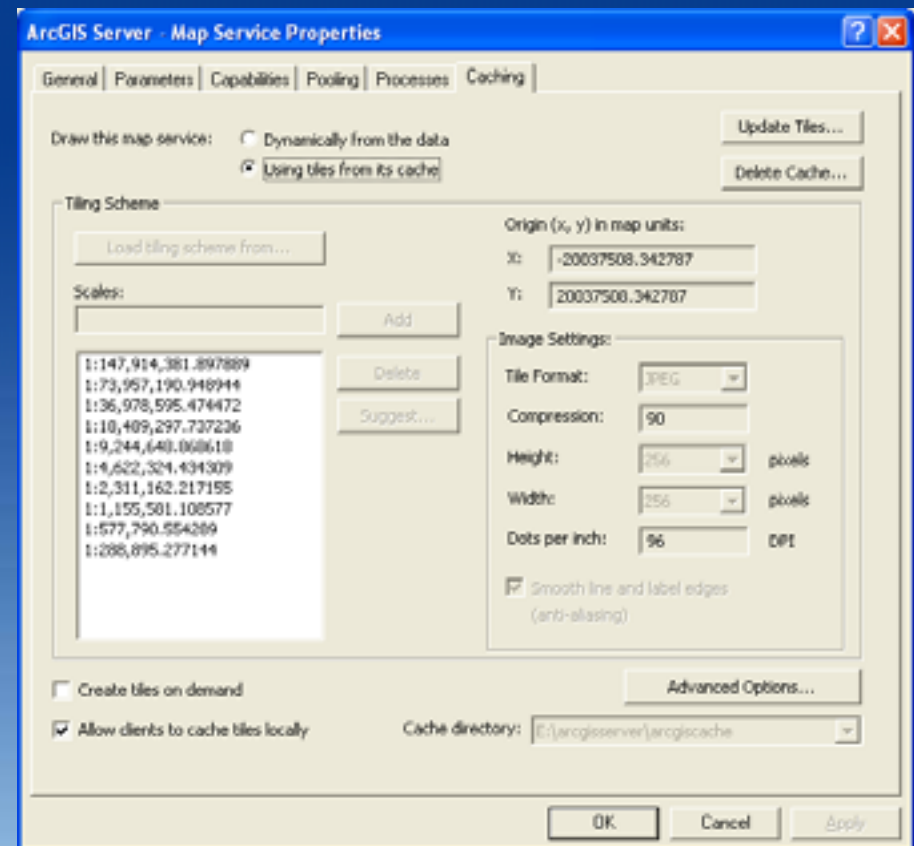 ArcGIS Server - Map Service Properties
General Parameters Capabilities Pooling Processes Caching
Draw this map service:
Dynamically from the data
Using tiles from its cache
Update Tiles...
Delete Cache...
Tiling Scheme
Load tiling scheme from...
Scales:
Add
1:147,914,381.897889
1:73,957,190.948944
1:36,978,595.474472
1:18,489,297.737236
1:9,244,648.868618
1:4,622,324.434309
1:2,311,162.217155
1:1,155,581.108577
1:577,790.554289
1:288,895.277144
Delete
Suggest...
Origin (x, y) in map units:
X: -20037508.342787
Y: 20037508.342787
Image Settings:
Tile Format: JPEG
Compression: 90
Height: 256 pixels
Width: 256 pixels
Dots per inch: 96 DPI
Smooth line and label edges
(anti-aliasing)
Create tiles on demand
Advanced Options...
Allow clients to cache tiles locally
Cache directory: E:\arcgisserver\arcgiscache
OK Cancel Apply